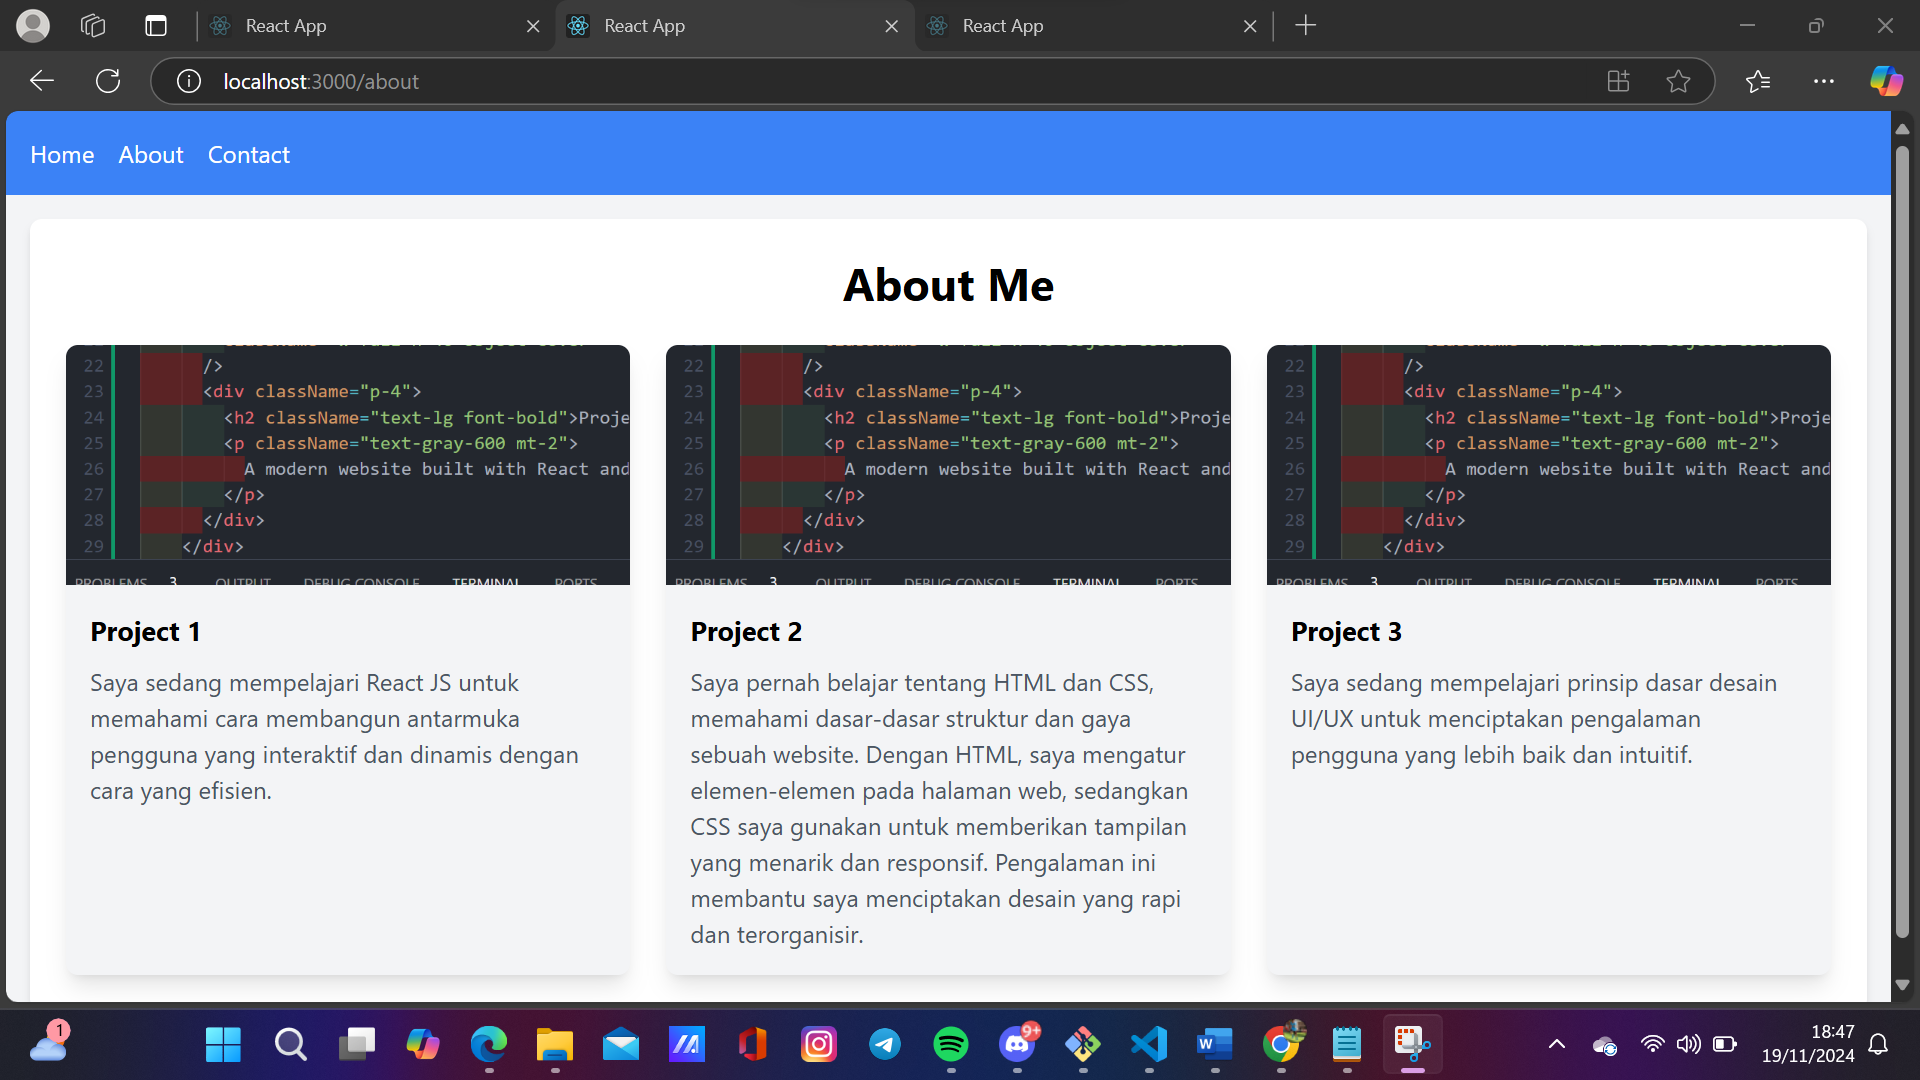 React App
React App
React App
localhost:3000/about
Home About Contact
About Me
22 />
23 <div className="p-4">
24 <h2 className="text-lg font-bold">Proje
25 <p className="text-gray-600 mt-2">
26 A modern website built with React and
27 </p>
28 </div>
29 </div>
PROBLEMS 3 OUTPUT DEBUG CONSOLE TERMINAL PORTS
Project 1
Saya sedang mempelajari React JS untuk
memahami cara membangun antarmuka
pengguna yang interaktif dan dinamis dengan
cara yang efisien.
22 />
23 <div className="p-4">
24 <h2 className="text-lg font-bold">Proje
25 <p className="text-gray-600 mt-2">
26 A modern website built with React and
27 </p>
28 </div>
29 </div>
PROBLEMS 3 OUTPUT DEBUG CONSOLE TERMINAL PORTS
Project 2
Saya pernah belajar tentang HTML dan CSS,
memahami dasar-dasar struktur dan gaya
sebuah website. Dengan HTML, saya mengatur
elemen-elemen pada halaman web, sedangkan
CSS saya gunakan untuk memberikan tampilan
yang menarik dan responsif. Pengalaman ini
membantu saya menciptakan desain yang rapi
dan terorganisir.
22 />
23 <div className="p-4">
24 <h2 className="text-lg font-bold">Proje
25 <p className="text-gray-600 mt-2">
26 A modern website built with React and
27 </p>
28 </div>
29 </div>
PROBLEMS 3 OUTPUT DEBUG CONSOLE TERMINAL PORTS
Project 3
Saya sedang mempelajari prinsip dasar desain
UI/UX untuk menciptakan pengalaman
pengguna yang lebih baik dan intuitif.
1
9+
18:47
19/11/2024